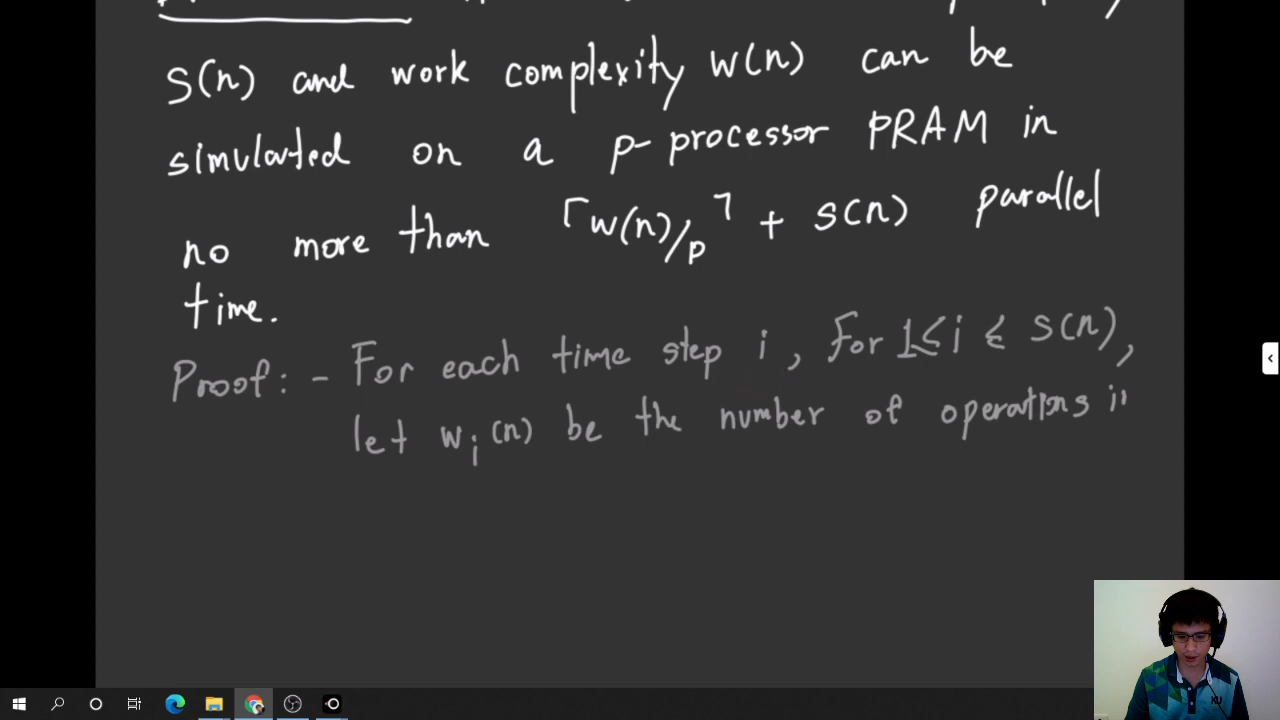 S(n) and work complexity W(n) can be
simulated on a p-processor PRAM in
no more than ⌈W(n)/p⌉ + S(n) parallel
time.
Proof: - For each time step i, for 1 ≤ i ≤ S(n),
let Wi(n) be the number of operations in